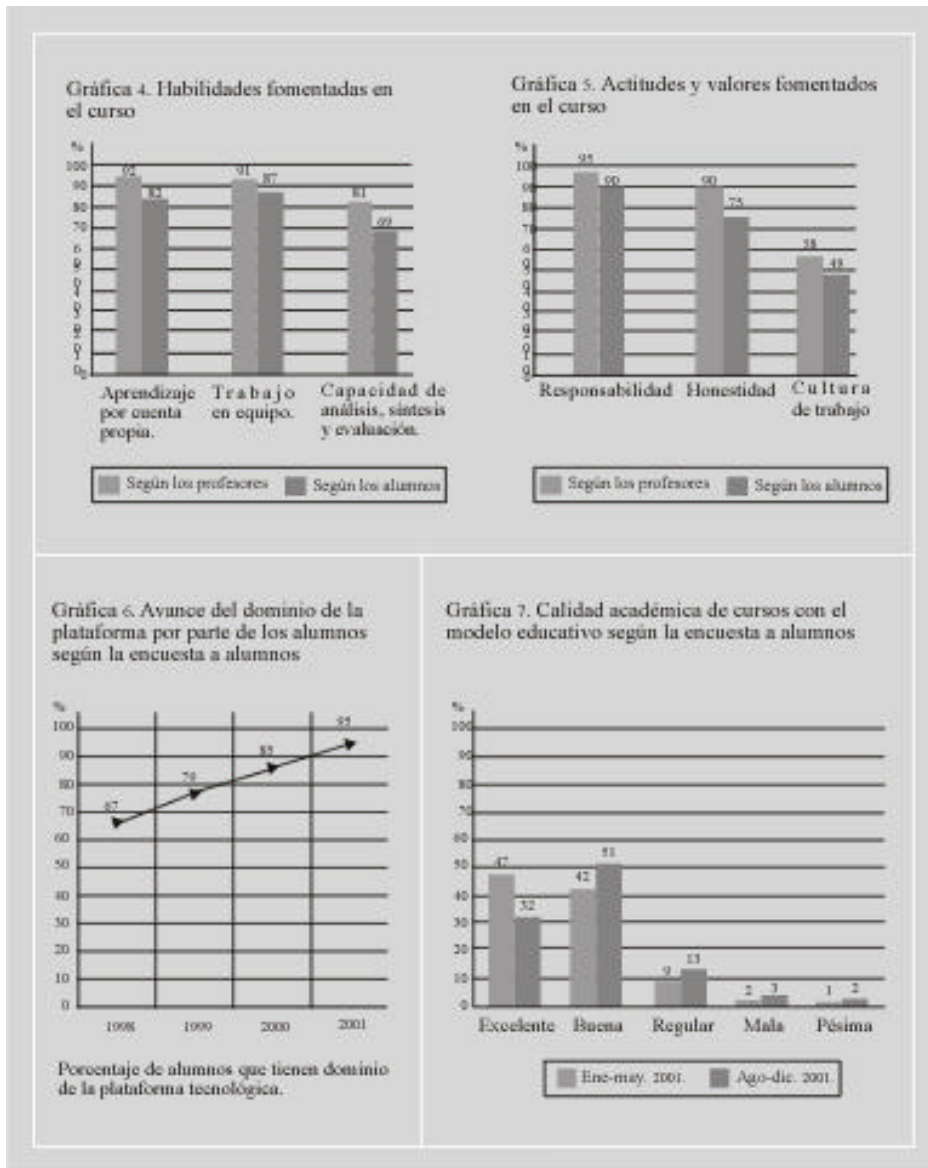 Gráfica 4. Habilidades fomentadas en
el curso
%
100
90
80
70
92
82
91
87
81
69
Aprendizaje
por cuenta
propia.
Trabajo
en equipo.
Capacidad de
análisis, síntesis
y evaluación.
Según los profesores
Según los alumnos
Gráfica 5. Actitudes y valores fomentados
en el curso
%
100
90
80
70
95
90
90
75
58
49
Responsabilidad
Honestidad
Cultura
de trabajo
Según los profesores
Según los alumnos
Gráfica 6. Avance del dominio de la
plataforma por parte de los alumnos
según la encuesta a alumnos
%
100
90
80
70
60
50
40
30
20
10
0
67
79
85
95
1998
1999
2000
2001
Porcentaje de alumnos que tienen dominio
de la plataforma tecnológica.
Gráfica 7. Calidad académica de cursos con el
modelo educativo según la encuesta a alumnos
%
100
90
80
70
60
50
40
30
20
10
0
47
32
42
51
9
13
2
3
1
2
Excelente
Buena
Regular
Mala
Pésima
Ene-may. 2001.
Ago-dic. 2001.